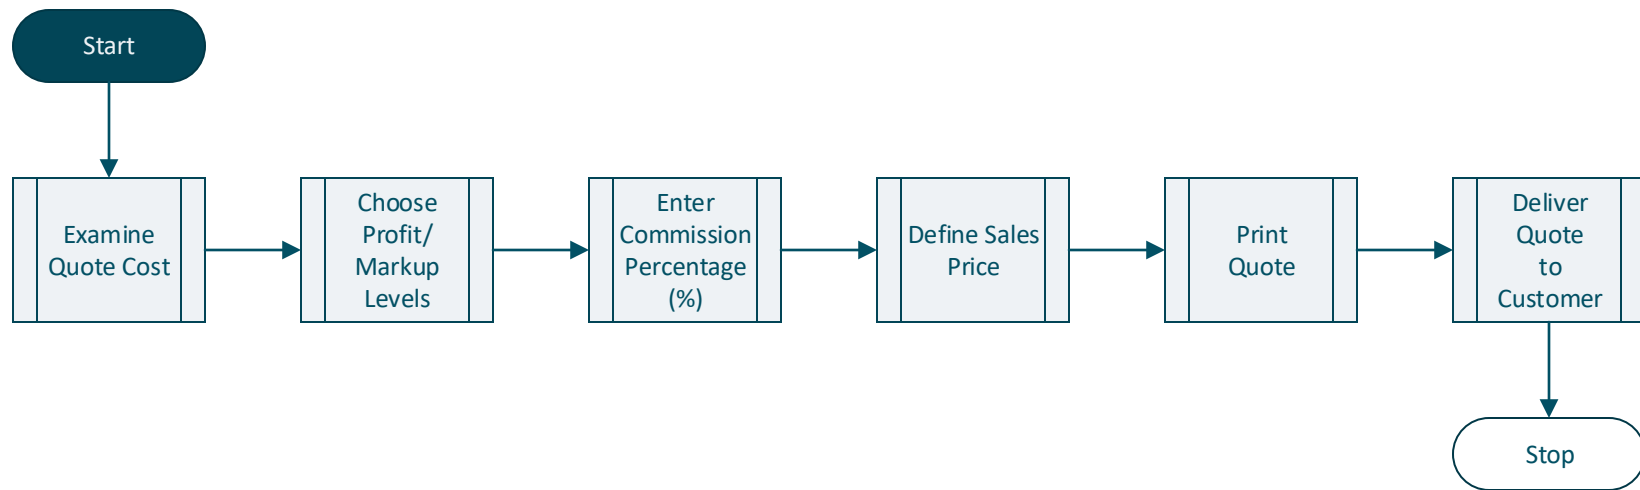 Start
Examine
Quote Cost
Choose
Profit/
Markup
Levels
Enter
Commission
Percentage
(%)
Define Sales
Price
Print
Quote
Deliver
Quote
to
Customer
Stop